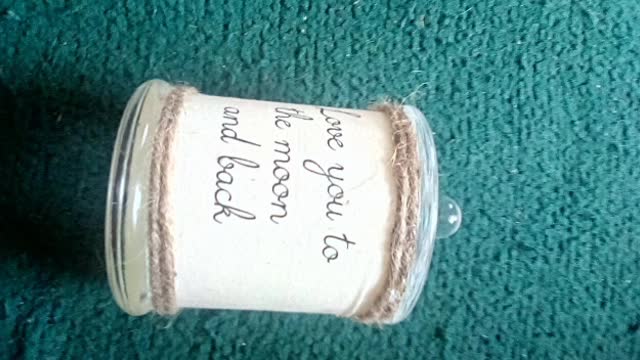 Love you to
the moon
and back